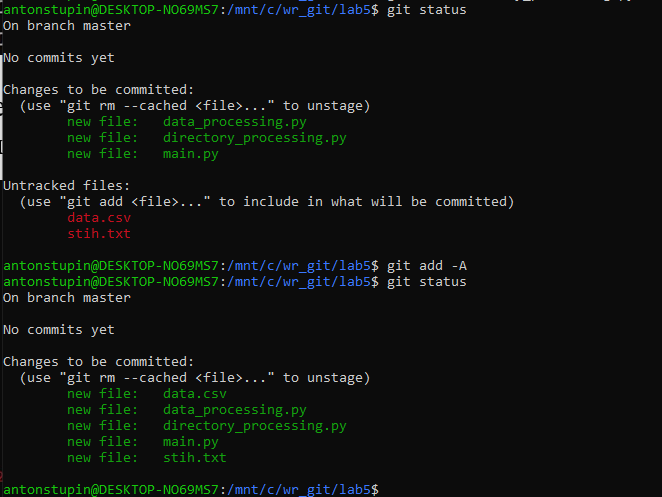 antonstupin@DESKTOP-NO69MS7:/mnt/c/wr_git/lab5$ git status
On branch master
No commits yet
Changes to be committed:
  (use "git rm --cached <file>..." to unstage)
        new file:   data_processing.py
        new file:   directory_processing.py
        new file:   main.py
Untracked files:
  (use "git add <file>..." to include in what will be committed)
        data.csv
        stih.txt
antonstupin@DESKTOP-NO69MS7:/mnt/c/wr_git/lab5$ git add -A
antonstupin@DESKTOP-NO69MS7:/mnt/c/wr_git/lab5$ git status
On branch master
No commits yet
Changes to be committed:
  (use "git rm --cached <file>..." to unstage)
        new file:   data.csv
        new file:   data_processing.py
        new file:   directory_processing.py
        new file:   main.py
        new file:   stih.txt
antonstupin@DESKTOP-NO69MS7:/mnt/c/wr_git/lab5$